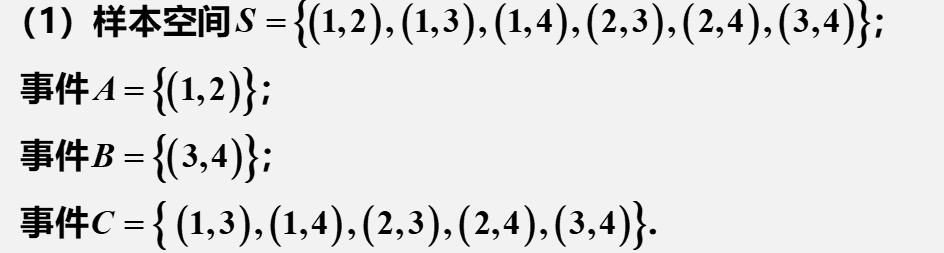 （1）样本空间S = {(1,2),(1,3),(1,4),(2,3),(2,4),(3,4)};
事件A = {(1,2)};
事件B = {(3,4)};
事件C = { (1,3),(1,4),(2,3),(2,4),(3,4)}.